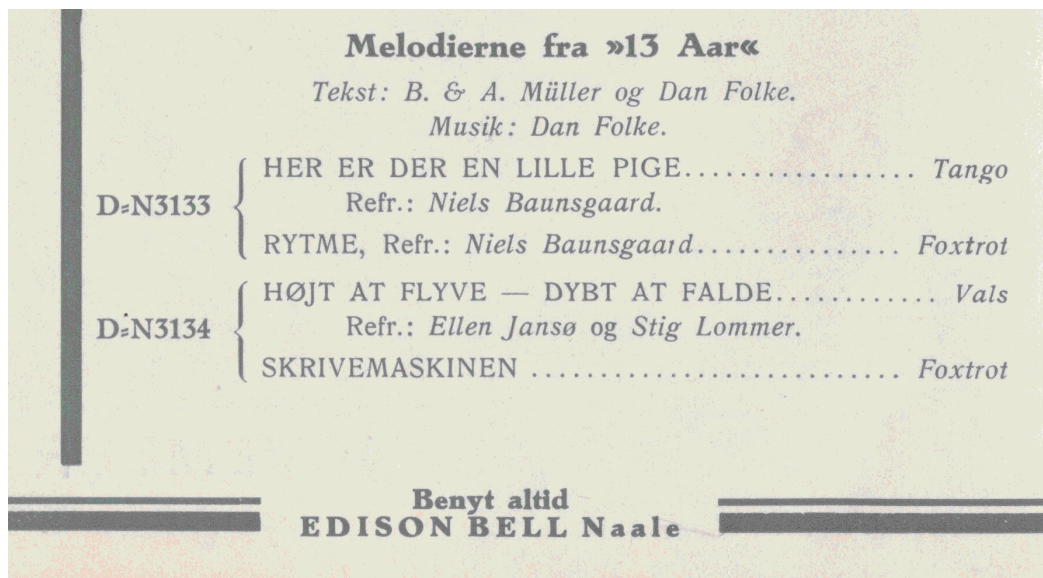 Melodierne fra »13 Aar«
Tekst: B. & A. Müller og Dan Folke.
Musik: Dan Folke.
D=N3133
HER ER DER EN LILLE PIGE................. Tango
Refr.: Niels Baunsgaard.
RYTME, Refr.: Niels Baunsgaard............... Foxtrot
D=N3134
HØJT AT FLYVE — DYBT AT FALDE............ Vals
Refr.: Ellen Jansø og Stig Lommer.
SKRIVEMASKINEN ........................... Foxtrot
Benyt altid
EDISON BELL Naale